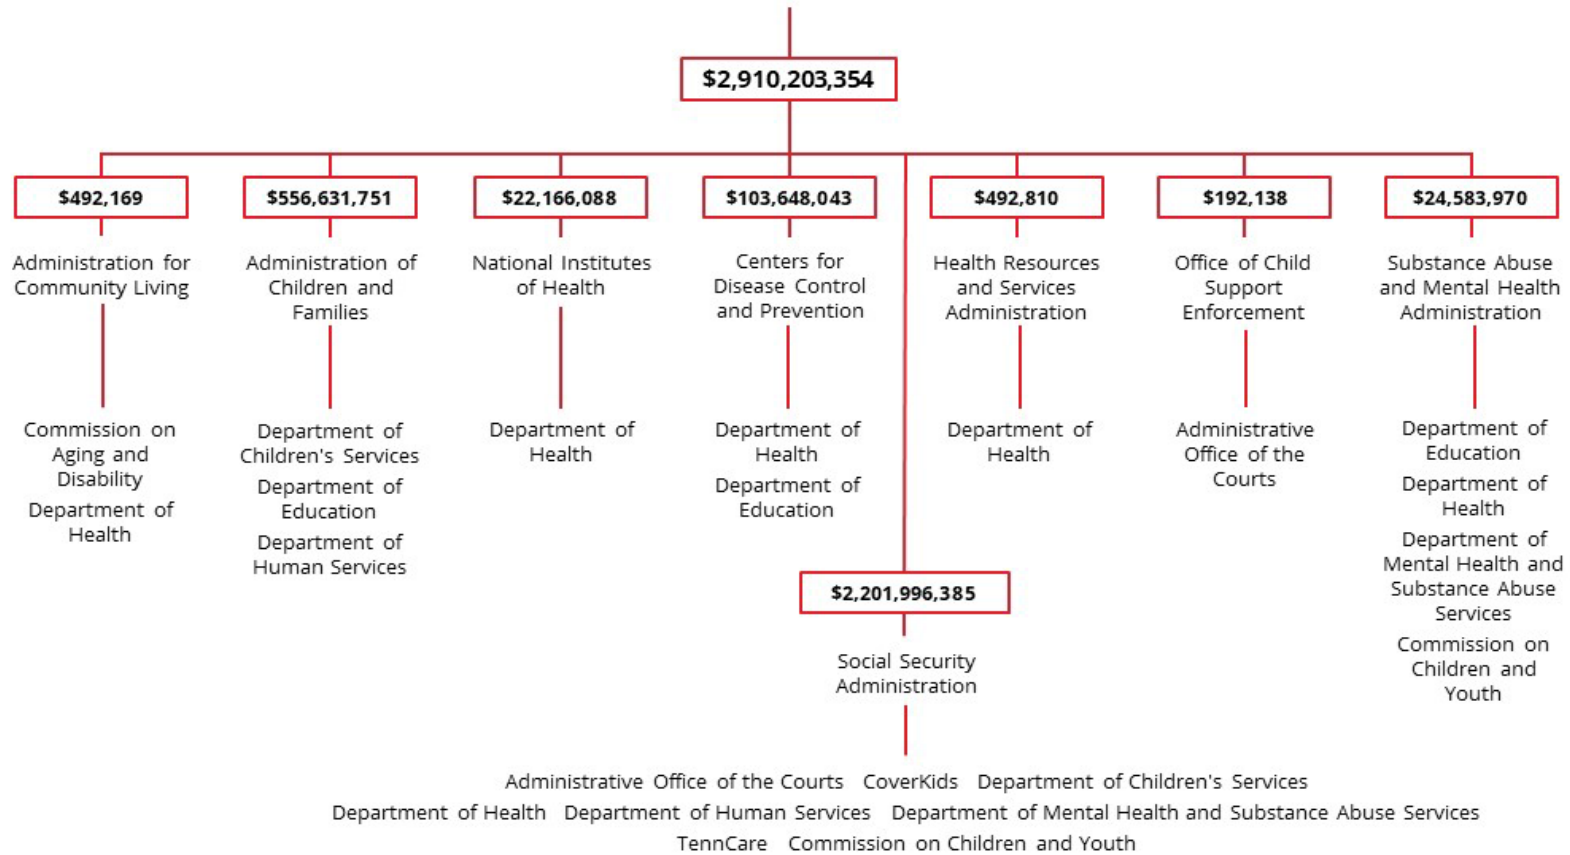 $2,910,203,354
$492,169
Administration for
Community Living
Commission on
Aging and
Disability
Department of
Health
$556,631,751
Administration of
Children and
Families
Department of
Children's Services
Department of
Education
Department of
Human Services
$22,166,088
National Institutes
of Health
Department of
Health
$103,648,043
Centers for
Disease Control
and Prevention
Department of
Health
Department of
Education
$492,810
Health Resources
and Services
Administration
Department of
Health
$192,138
Office of Child
Support
Enforcement
Administrative
Office of the
Courts
$24,583,970
Substance Abuse
and Mental Health
Administration
Department of
Education
Department of
Health
Department of
Mental Health and
Substance Abuse
Services
Commission on
Children and
Youth
$2,201,996,385
Social Security
Administration
Administrative Office of the Courts CoverKids Department of Children's Services
Department of Health Department of Human Services Department of Mental Health and Substance Abuse Services
TennCare Commission on Children and Youth